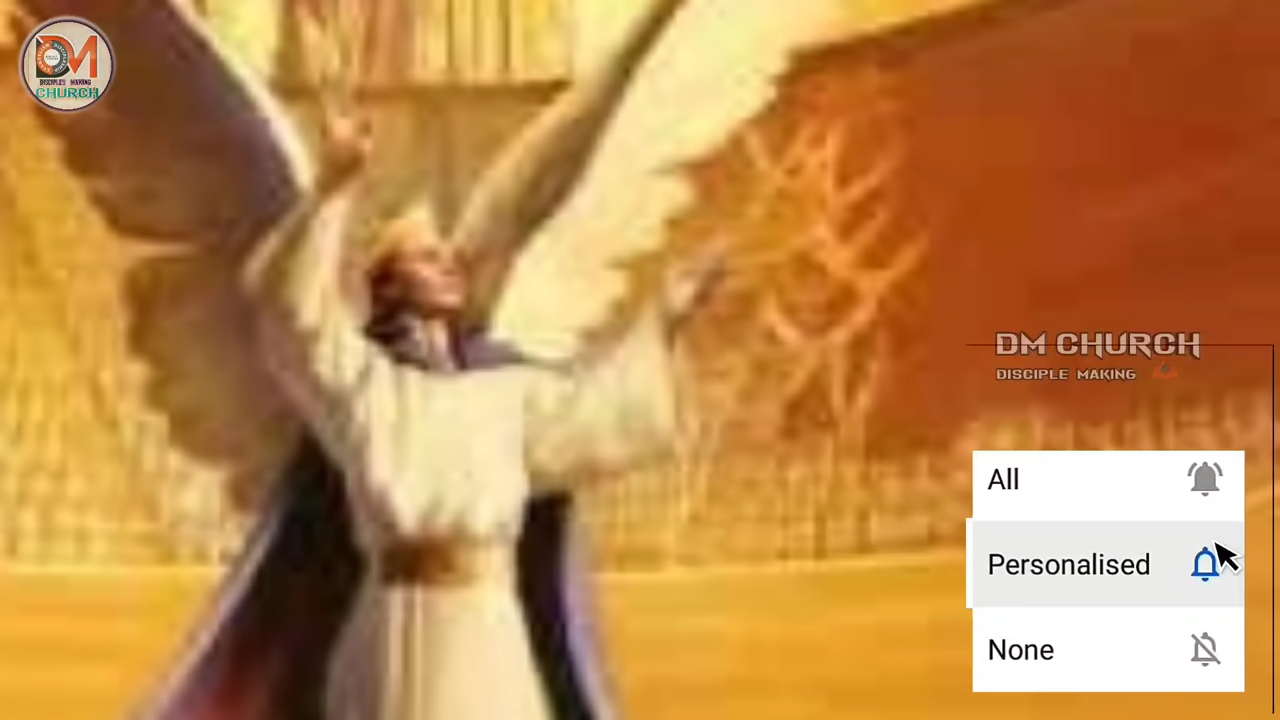 DM
DISCIPLES MAKING
CHURCH
DM CHURCH
DISCIPLE MAKING
All
Personalised
None